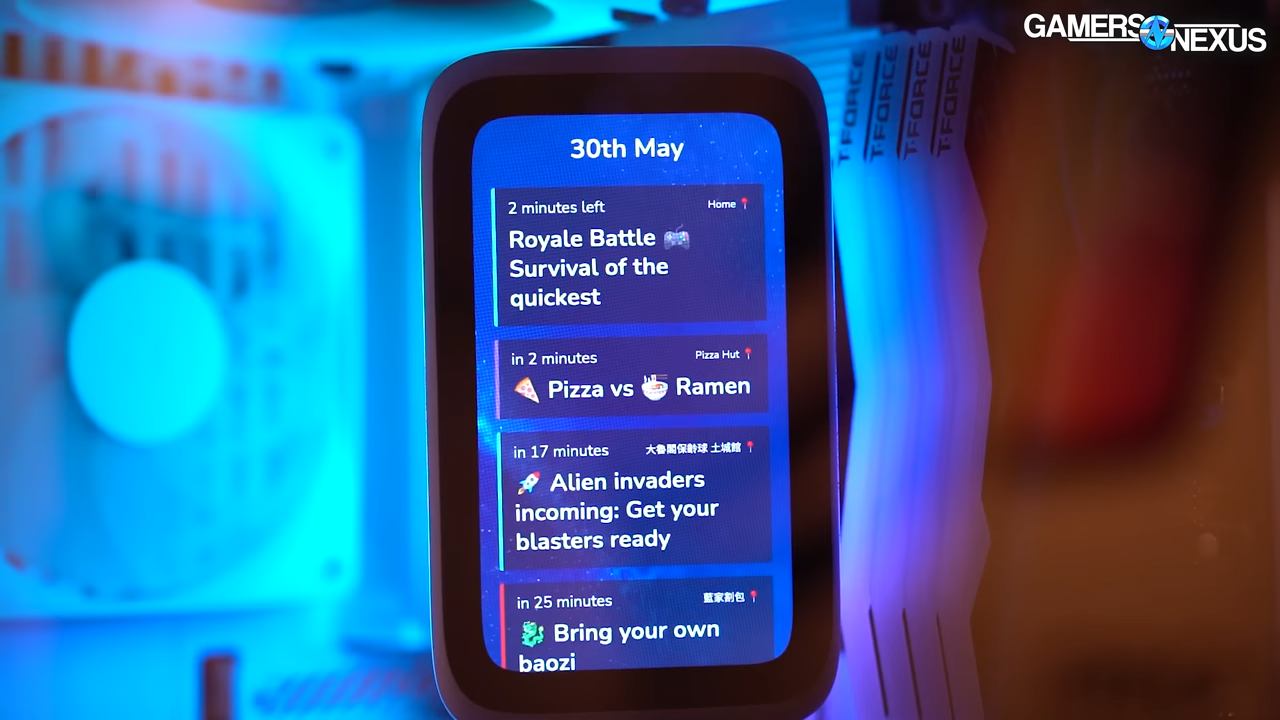 GAMERS NEXUS
T-FORCE T-FORCE T-FORCE T-FORCE
30th May
2 minutes left Home 📍
Royale Battle 🎮
Survival of the
quickest
in 2 minutes Pizza Hut 📍
🍕 Pizza vs 🍜 Ramen
in 17 minutes 大魯閣保齡球 土城館 📍
🚀 Alien invaders
incoming: Get your
blasters ready
in 25 minutes 藍家割包 📍
🐉 Bring your own
baozi